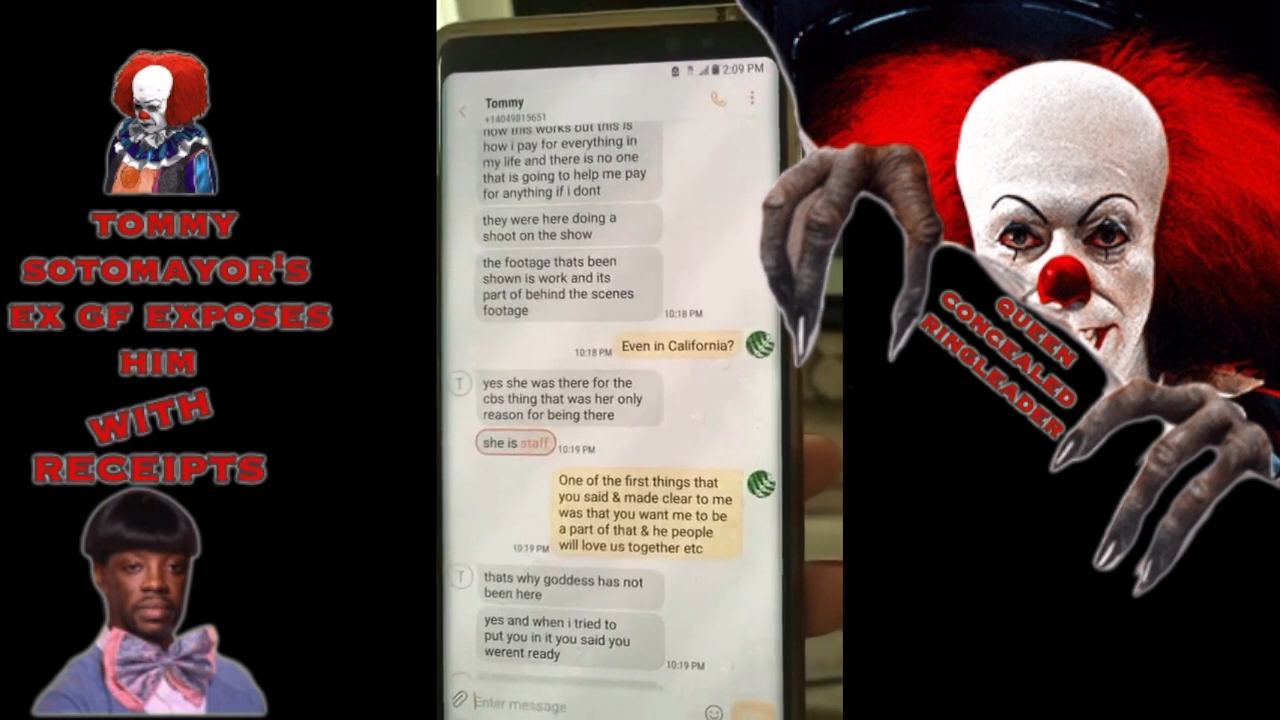 TOMMY
SOTOMAYOR'S
EX GF EXPOSES
HIM
WITH
RECEIPTS
2:09 PM
Tommy
+14049815651
how this works but this is
how i pay for everything in
my life and there is no one
that is going to help me pay
for anything if i dont
they were here doing a
shoot on the show
the footage thats been
shown is work and its
part of behind the scenes
footage
10:18 PM
Even in California?
10:18 PM
T
yes she was there for the
cbs thing that was her only
reason for being there
she is staff
10:19 PM
One of the first things that
you said & made clear to me
was that you want me to be
a part of that & he people
will love us together etc
10:19 PM
T
thats why goddess has not
been here
yes and when i tried to
put you in it you said you
werent ready
10:19 PM
Enter message
QUEEN
CONCEALED
RINGLEADER